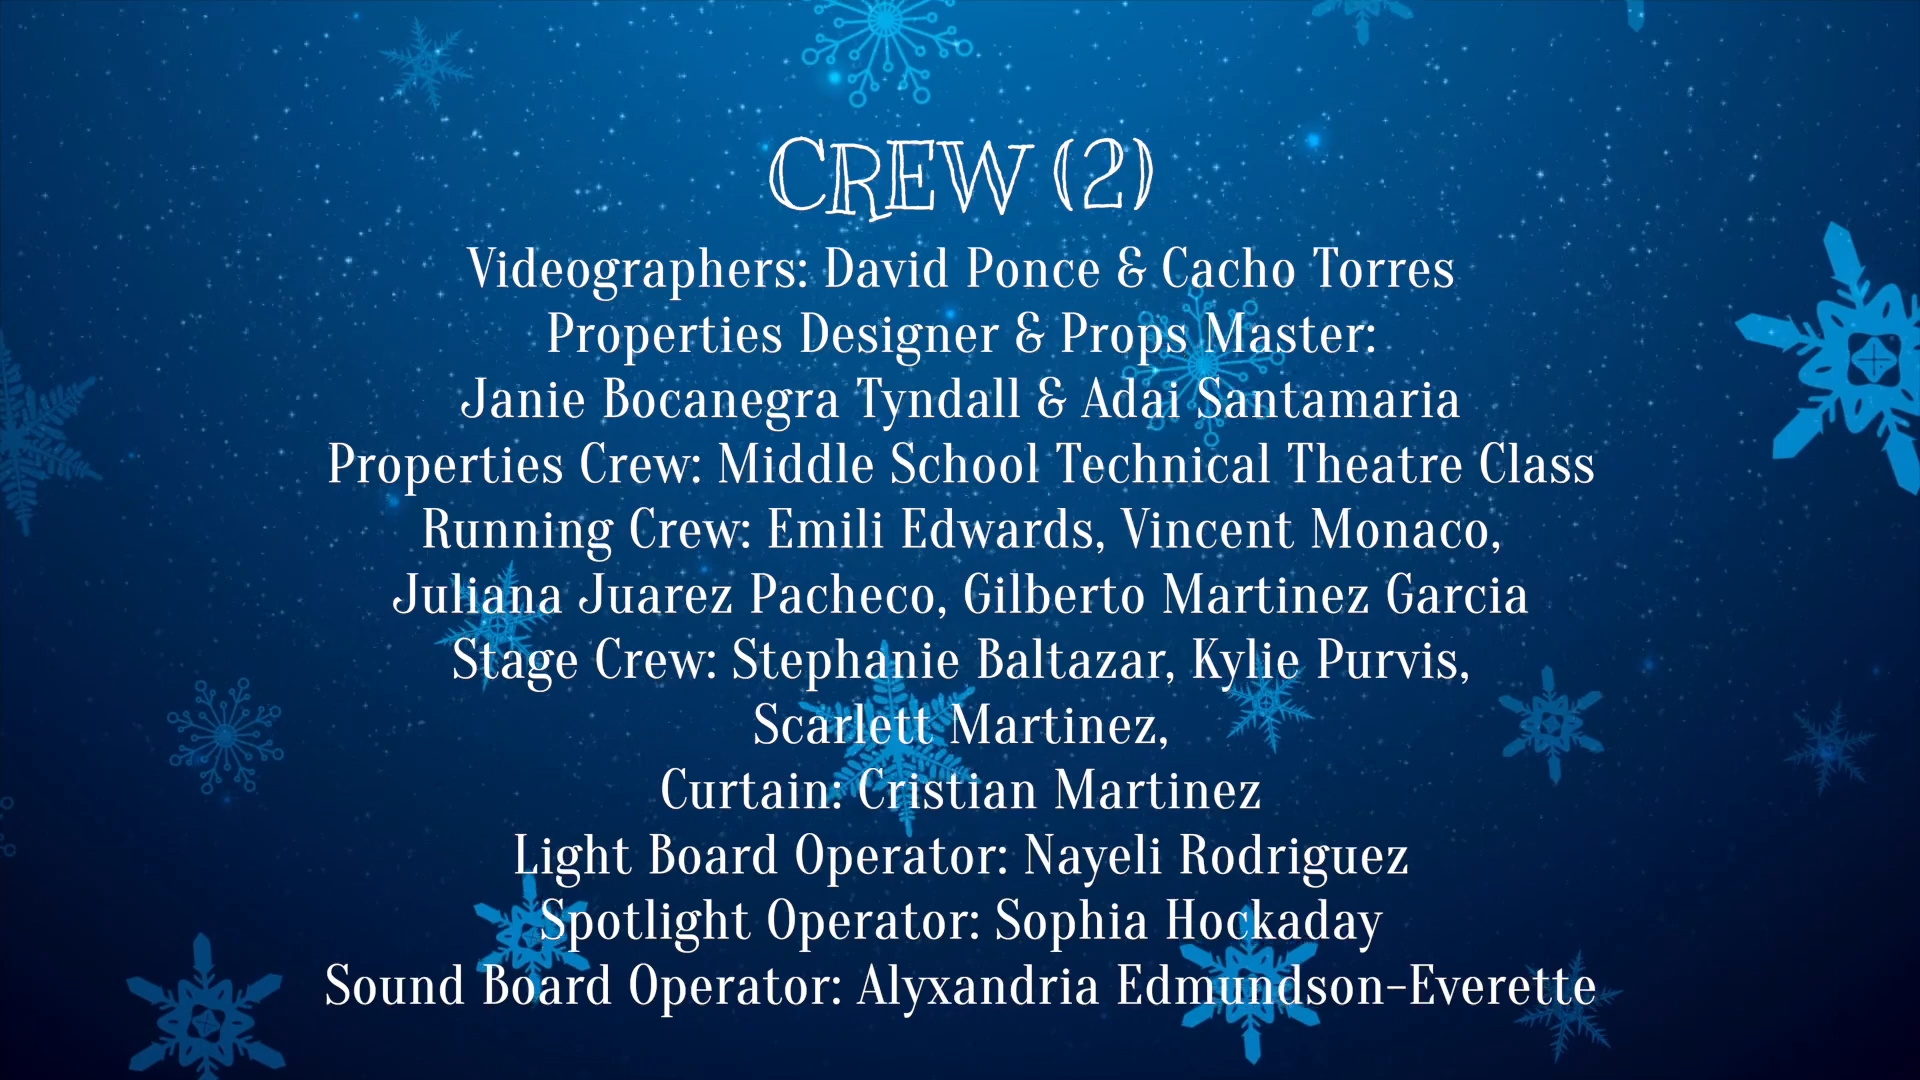 CREW (2)
Videographers: David Ponce & Cacho Torres
Properties Designer & Props Master:
Janie Bocanegra Tyndall & Adai Santamaria
Properties Crew: Middle School Technical Theatre Class
Running Crew: Emili Edwards, Vincent Monaco,
Juliana Juarez Pacheco, Gilberto Martinez Garcia
Stage Crew: Stephanie Baltazar, Kylie Purvis,
Scarlett Martinez,
Curtain: Cristian Martinez
Light Board Operator: Nayeli Rodriguez
Spotlight Operator: Sophia Hockaday
Sound Board Operator: Alyxandria Edmundson-Everette